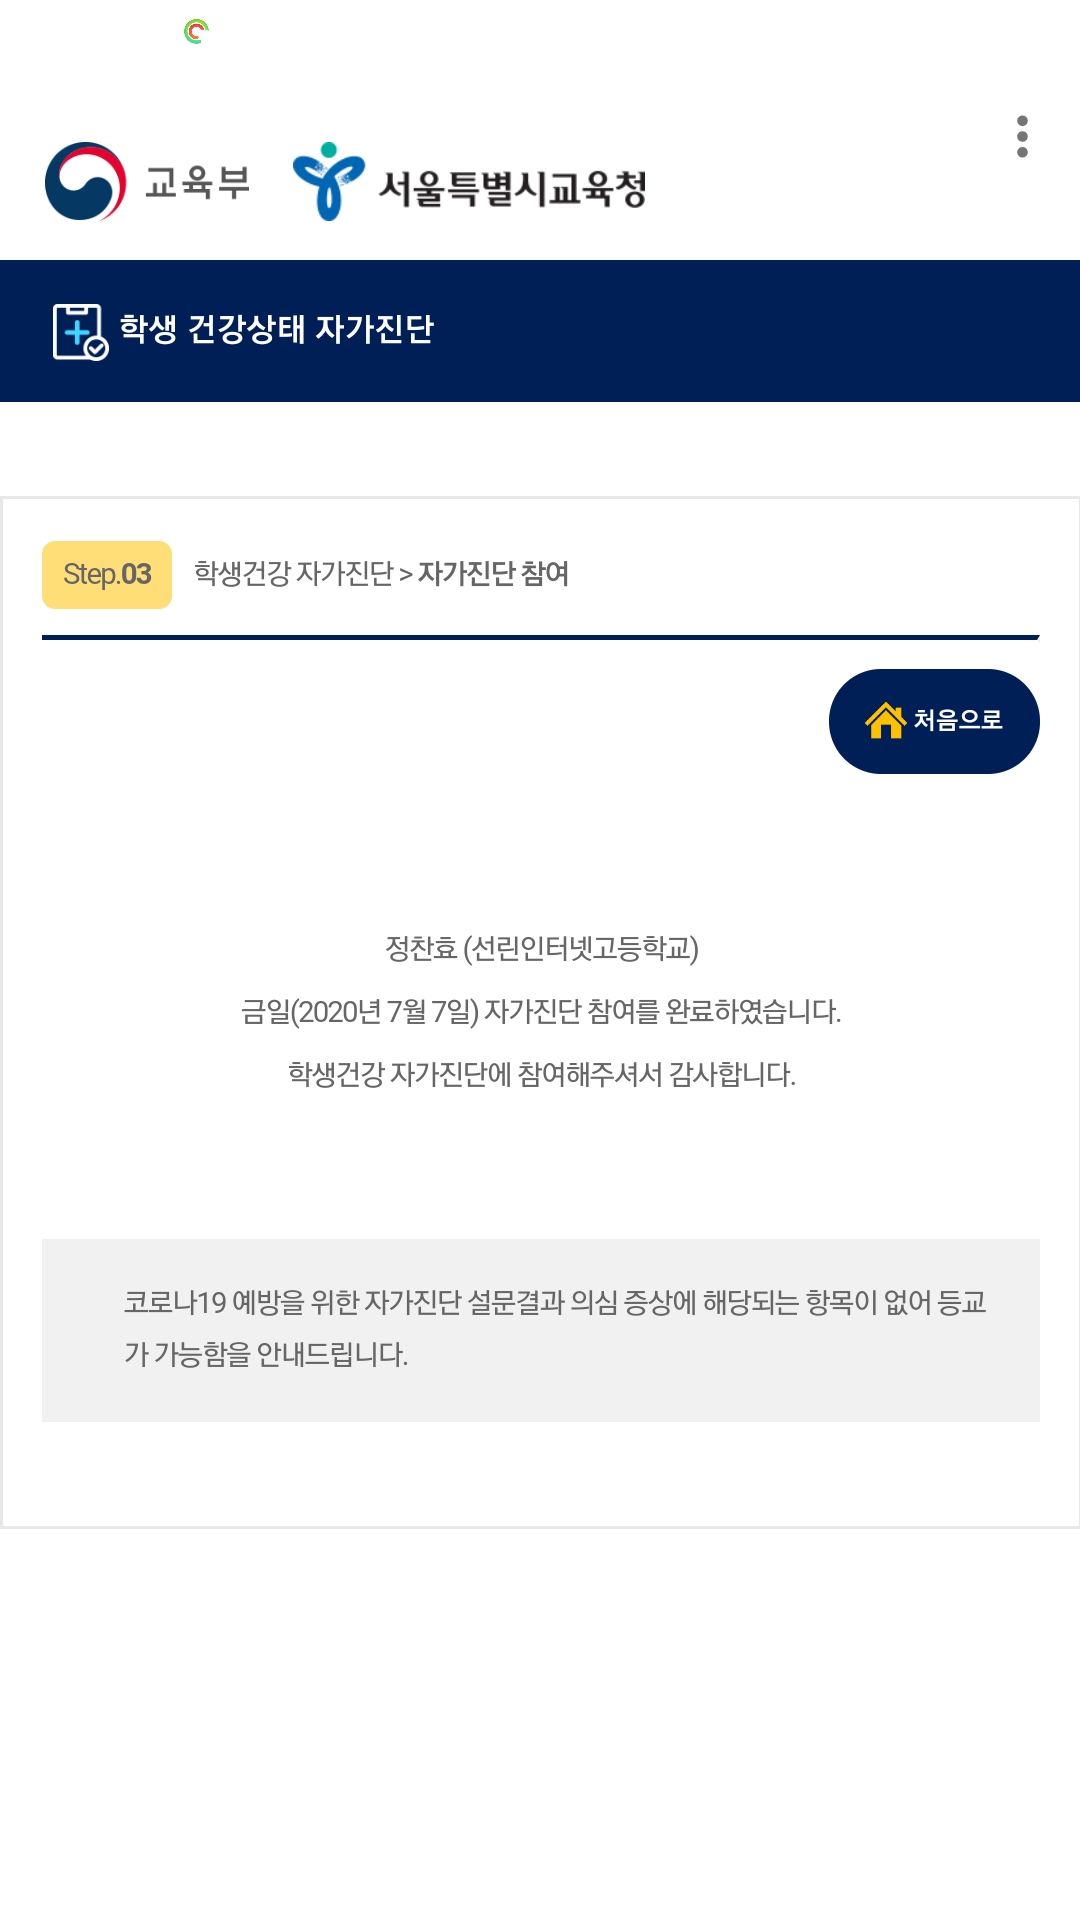 교육부 서울특별시교육청
학생 건강상태 자가진단
Step.03 학생건강 자가진단 > 자가진단 참여
처음으로
정찬효 (선린인터넷고등학교)
금일(2020년 7월 7일) 자가진단 참여를 완료하였습니다.
학생건강 자가진단에 참여해주셔서 감사합니다.
코로나19 예방을 위한 자가진단 설문결과 의심 증상에 해당되는 항목이 없어 등교
가 가능함을 안내드립니다.